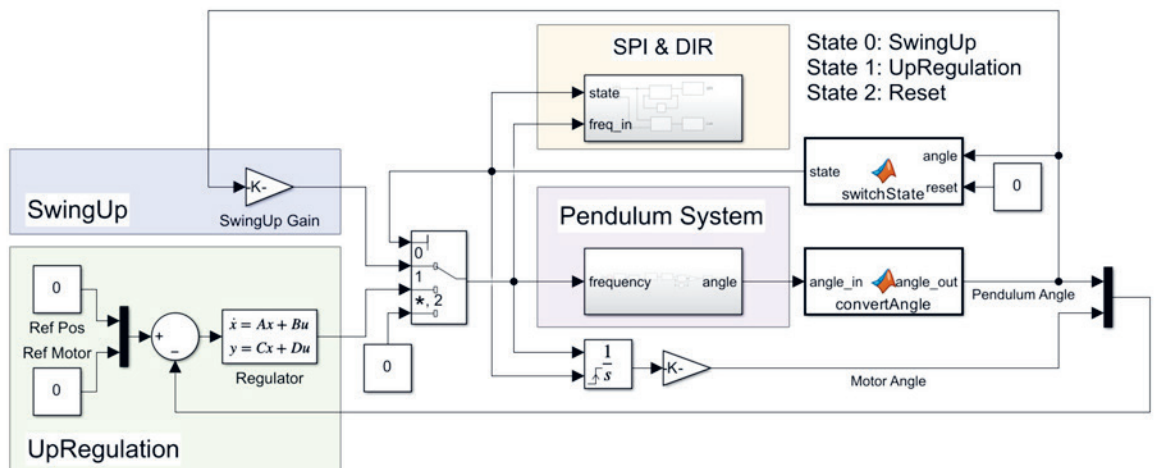 SPI & DIR
state
freq_in
State 0: SwingUp
State 1: UpRegulation
State 2: Reset
SwingUp
-K-
SwingUp Gain
state
angle
reset
switchState
0
Pendulum System
frequency
angle
angle_in
angle_out
convertAngle
Pendulum Angle
0
1
*, 2
0
0
Ref Pos
Ref Motor
0
+
−
ẋ = Ax + Bu
y = Cx + Du
Regulator
1
s
-K-
Motor Angle
UpRegulation